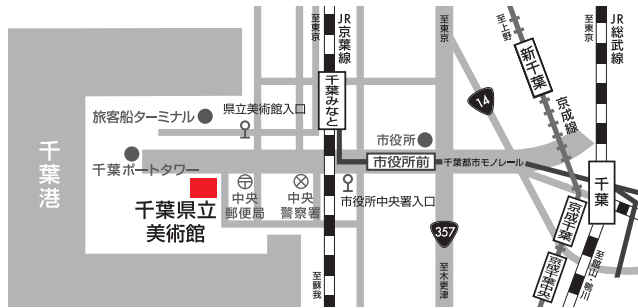 至東京
JR京葉線
至東京
至上野
至東京
JR総武線
新千葉
京成線
千葉みなと
旅客船ターミナル
県立美術館入口
14
市役所
千葉港
千葉ポートタワー
市役所前
千葉都市モノレール
千葉
中央
郵便局
中央
警察署
市役所中央署入口
千葉県立
美術館
京成千葉
357
京成千葉中央
至蘇我
至木更津
至館山・鴨川